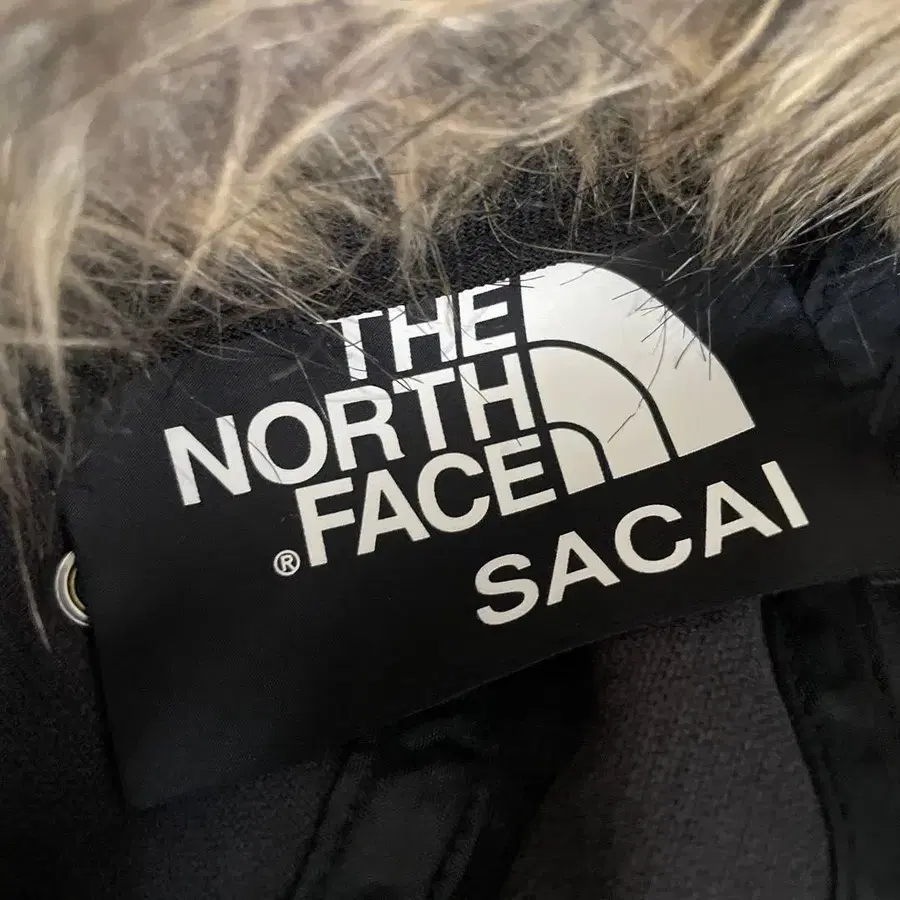 THE
NORTH
FACE
®
SACAI